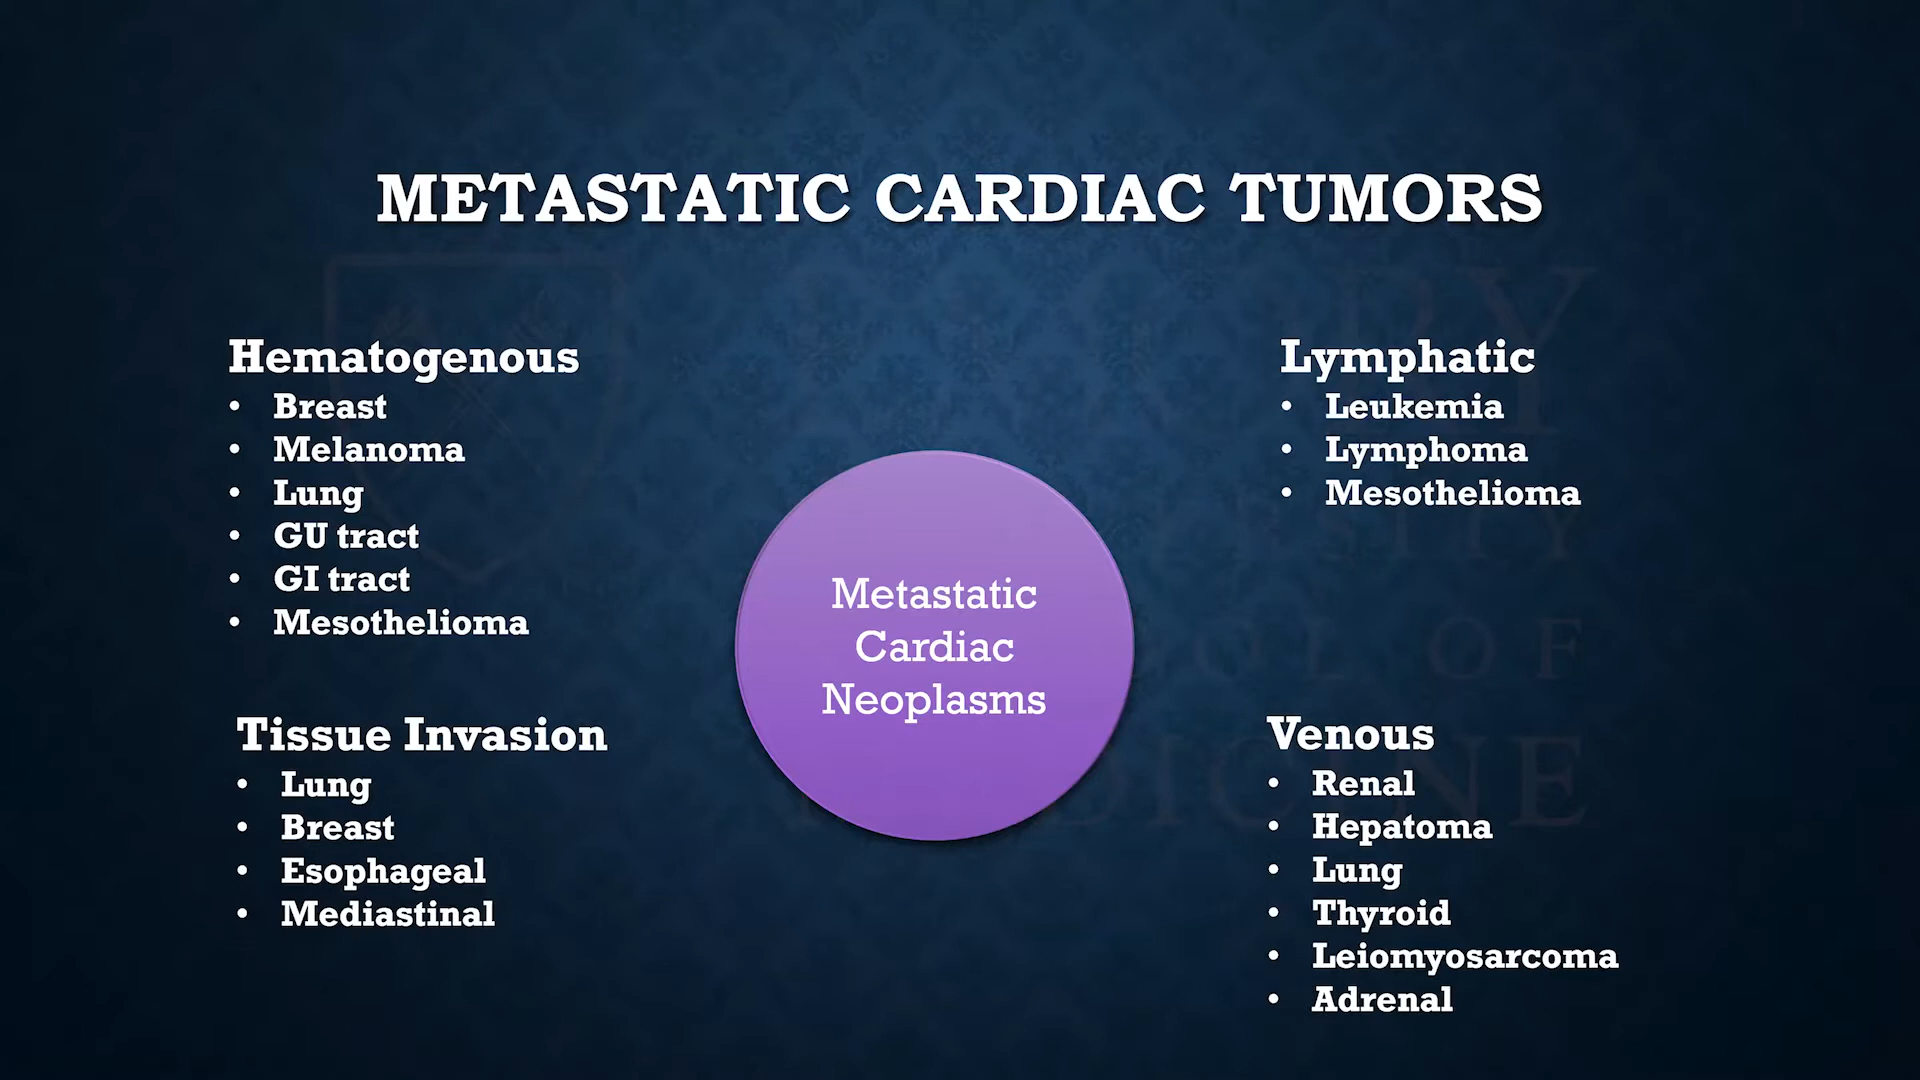 METASTATIC CARDIAC TUMORS
Hematogenous
• Breast
• Melanoma
• Lung
• GU tract
• GI tract
• Mesothelioma
Lymphatic
• Leukemia
• Lymphoma
• Mesothelioma
Metastatic
Cardiac
Neoplasms
Tissue Invasion
• Lung
• Breast
• Esophageal
• Mediastinal
Venous
• Renal
• Hepatoma
• Lung
• Thyroid
• Leiomyosarcoma
• Adrenal